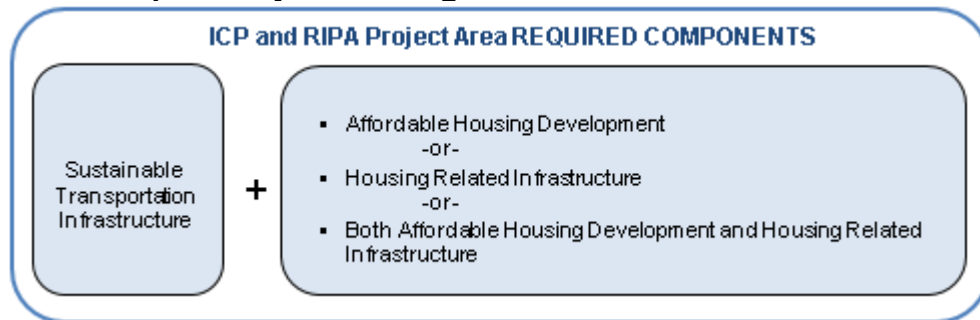 ICP and RIPA Project Area REQUIRED COMPONENTS
Sustainable
Transportation
Infrastructure
+
▪ Affordable Housing Development
-or-
▪ Housing Related Infrastructure
-or-
▪ Both Affordable Housing Development and Housing Related
Infrastructure